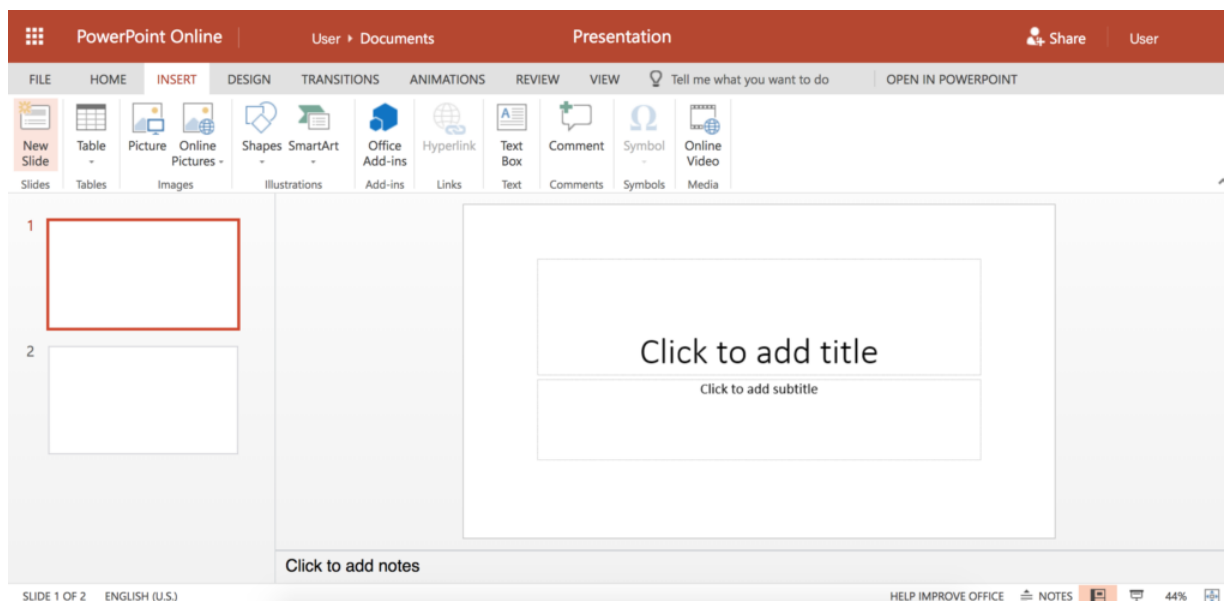 PowerPoint Online User ▸ Documents Presentation Share User
FILE HOME INSERT DESIGN TRANSITIONS ANIMATIONS REVIEW VIEW Tell me what you want to do OPEN IN POWERPOINT
New Slide
Table
Picture
Online Pictures
Shapes
SmartArt
Office Add-ins
Hyperlink
Text Box
Comment
Symbol
Online Video
Slides Tables Images Illustrations Add-ins Links Text Comments Symbols Media
1
2
Click to add title
Click to add subtitle
Click to add notes
SLIDE 1 OF 2 ENGLISH (U.S.) HELP IMPROVE OFFICE NOTES 44%